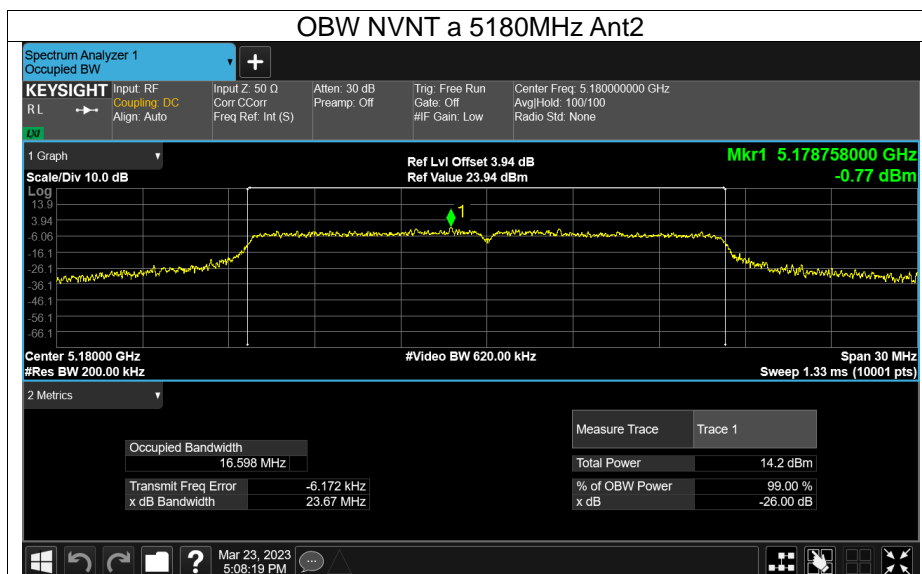 OBW NVNT a 5180MHz Ant2
Spectrum Analyzer 1
Occupied BW
KEYSIGHT
RL
LXI
Input: RF
Coupling: DC
Align: Auto
Input Z: 50 Ω
Corr CCorr
Freq Ref: Int (S)
Atten: 30 dB
Preamp: Off
Trig: Free Run
Gate: Off
#IF Gain: Low
Center Freq: 5.180000000 GHz
Avg|Hold: 100/100
Radio Std: None
1 Graph
Scale/Div 10.0 dB
Ref Lvl Offset 3.94 dB
Ref Value 23.94 dBm
Mkr1 5.178758000 GHz
-0.77 dBm
Log
13.9
3.94
-6.06
-16.1
-26.1
-36.1
-46.1
-56.1
-66.1
1
Center 5.18000 GHz
#Res BW 200.00 kHz
#Video BW 620.00 kHz
Span 30 MHz
Sweep 1.33 ms (10001 pts)
2 Metrics
Occupied Bandwidth
16.598 MHz
Transmit Freq Error -6.172 kHz
x dB Bandwidth 23.67 MHz
Measure Trace Trace 1
Total Power 14.2 dBm
% of OBW Power 99.00 %
x dB -26.00 dB
?
Mar 23, 2023
5:08:19 PM